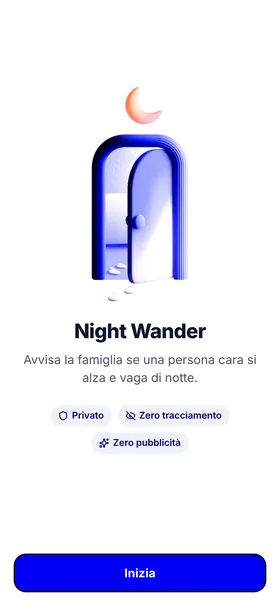 Night Wander
Avvisa la famiglia se una persona cara si
alza e vaga di notte.
Privato
Zero tracciamento
Zero pubblicità
Inizia